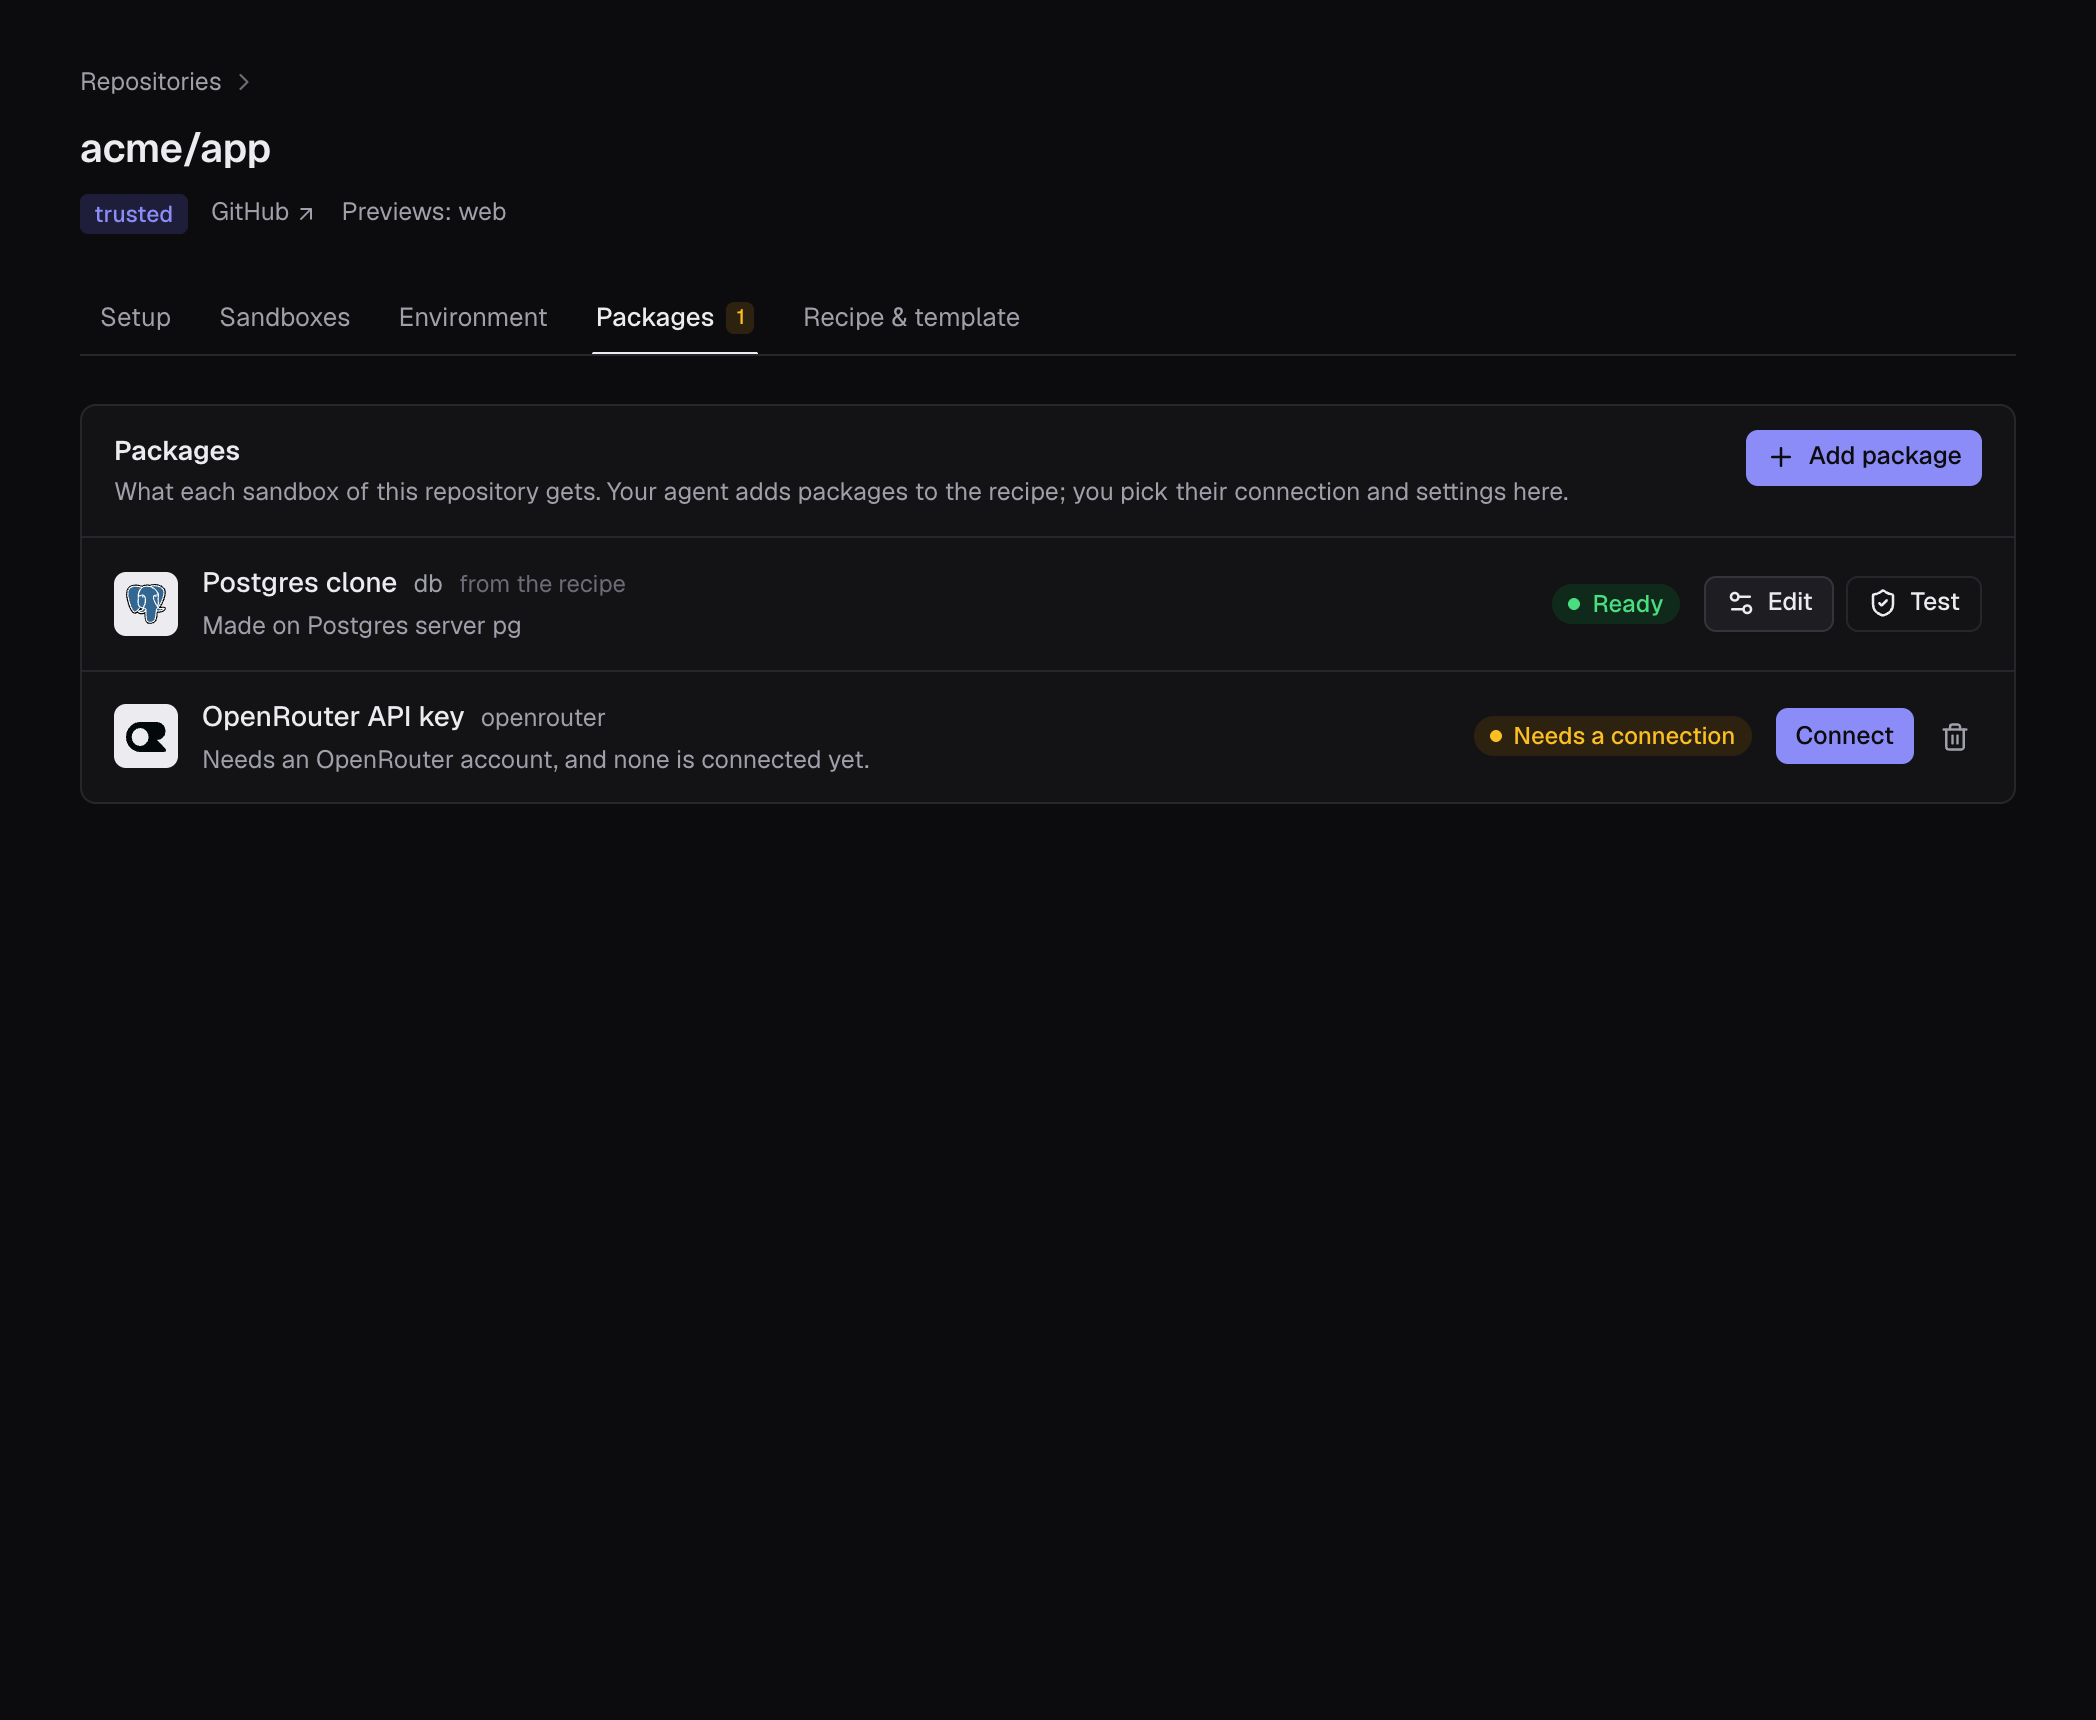 Repositories
acme/app
trusted GitHub Previews: web
Setup Sandboxes Environment Packages 1 Recipe & template
Packages
Add package
What each sandbox of this repository gets. Your agent adds packages to the recipe; you pick their connection and settings here.
Postgres clone db from the recipe
Made on Postgres server pg
Ready Edit Test
OpenRouter API key openrouter
Needs an OpenRouter account, and none is connected yet.
Needs a connection Connect